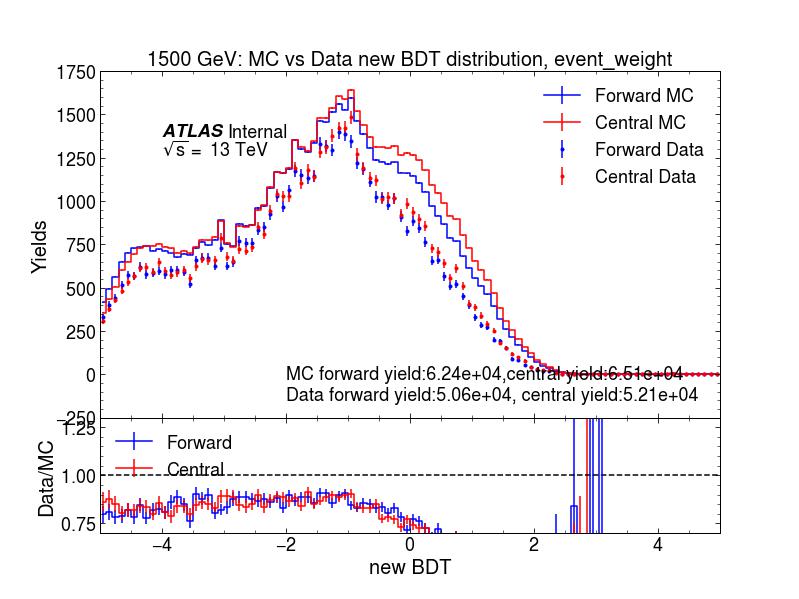 1500 GeV: MC vs Data new BDT distribution, event_weight
1750
1500
1250
1000
750
500
250
0
−250
Yields
ATLAS Internal
√s = 13 TeV
Forward MC
Central MC
Forward Data
Central Data
MC forward yield:6.24e+04,central yield:6.51e+04
Data forward yield:5.06e+04, central yield:5.21e+04
1.25
1.00
0.75
Data/MC
Forward
Central
−4 −2 0 2 4
new BDT